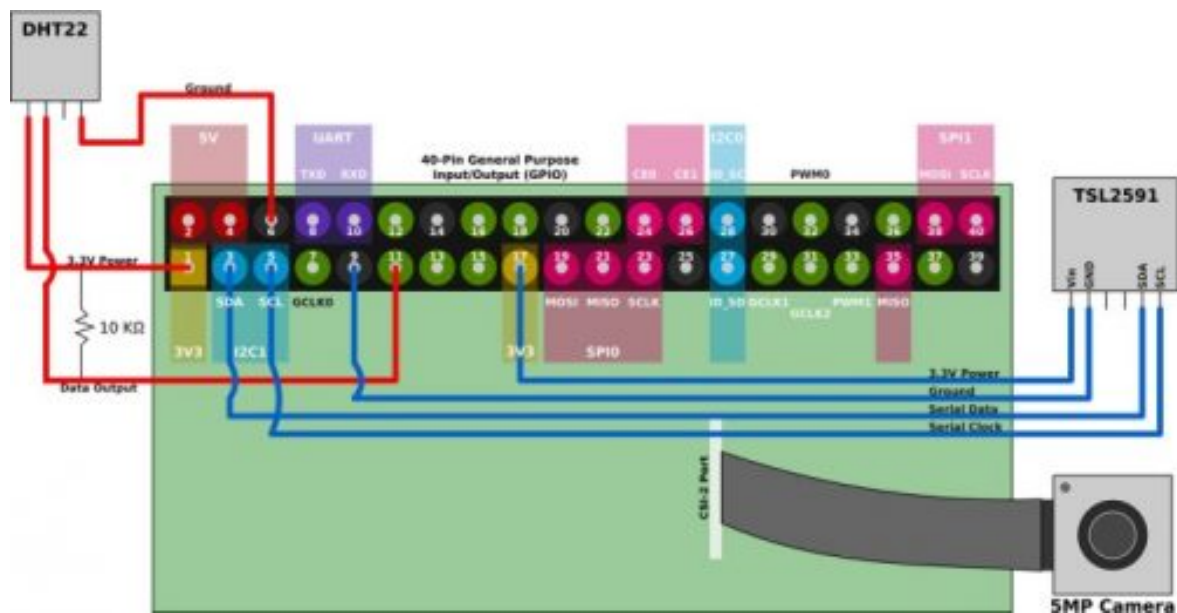 DHT22
Ground
5V
UART
TXD RXD
40-Pin General Purpose
Input/Output (GPIO)
CE0 CE1
I2C0
ID_SC
PWM0
SPI1
MOSI SCLK
TSL2591
2 4 6 8 10 12 14 16 18 20 22 24 26 28 30 32 34 36 38 40
3.3V Power
1 3 5 7 9 11 13 15 17 19 21 23 25 27 29 31 33 35 37 39
Vin GND SDA SCL
SDA SCL GCLK0
MOSI MISO SCLK
ID_SD GCLK1 GCLK2 PWM1 MISO
10 KΩ
3V3 I2C1 3V3 SPI0
Data Output
3.3V Power
Ground
Serial Data
Serial Clock
CSI-2 Port
5MP Camera